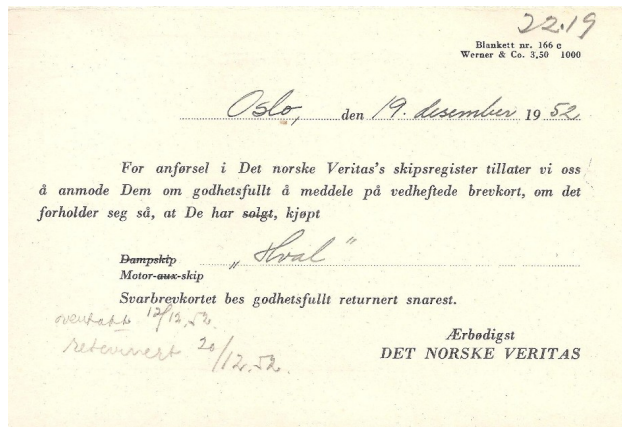 22.19
Blankett nr. 166 c
Werner & Co. 3,50 1000
Oslo, den 19. desember 1952
For anførsel i Det norske Veritas's skipsregister tillater vi oss
å anmode Dem om godhetsfullt å meddele på vedheftede brevkort, om det
forholder seg så, at De har solgt, kjøpt
Dampskip
„Hval"
Motor-aux-skip
Svarbrevkortet bes godhetsfullt returnert snarest.
overtatt 12/12.52.
returnert 20/12.52.
Ærbødigst
DET NORSKE VERITAS